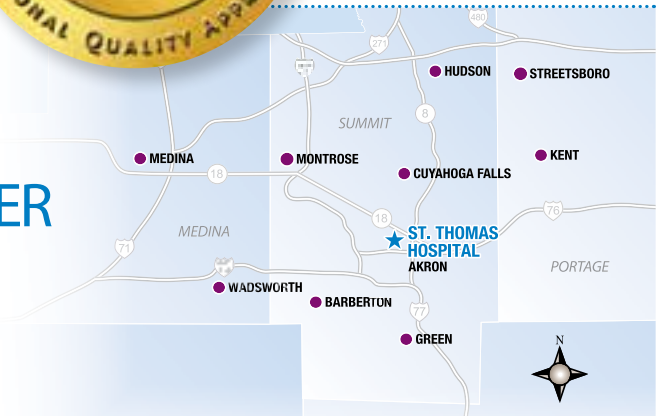 ONAL QUALITY APP
480
271
HUDSON
STREETSBORO
SUMMIT
8
MEDINA
MONTROSE
KENT
18
CUYAHOGA FALLS
ER
18
76
MEDINA
ST. THOMAS
HOSPITAL
71
AKRON
PORTAGE
WADSWORTH
BARBERTON
77
GREEN
N